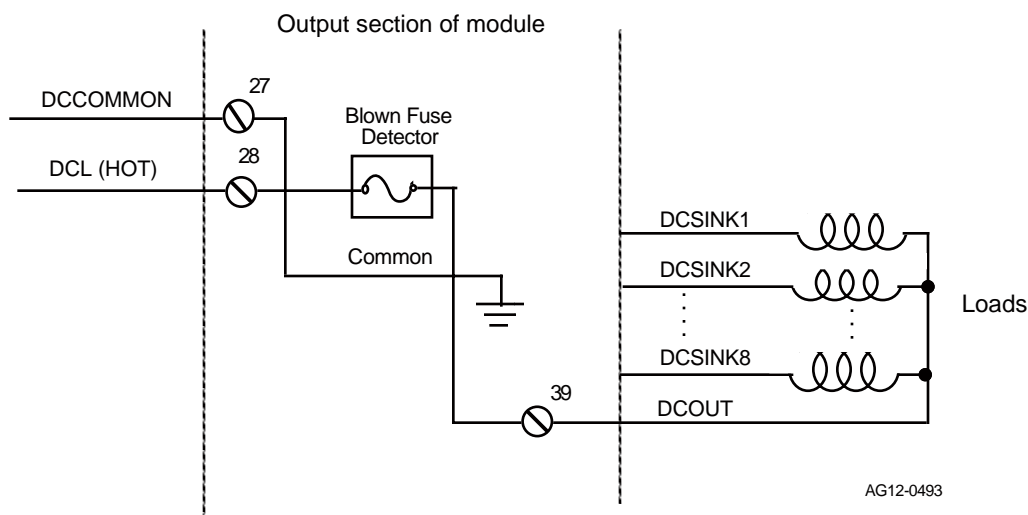 Output section of module
27
DCCOMMON
Blown Fuse
Detector
28
DCL (HOT)
DCSINK1
Common
DCSINK2
Loads
DCSINK8
39
DCOUT
AG12-0493